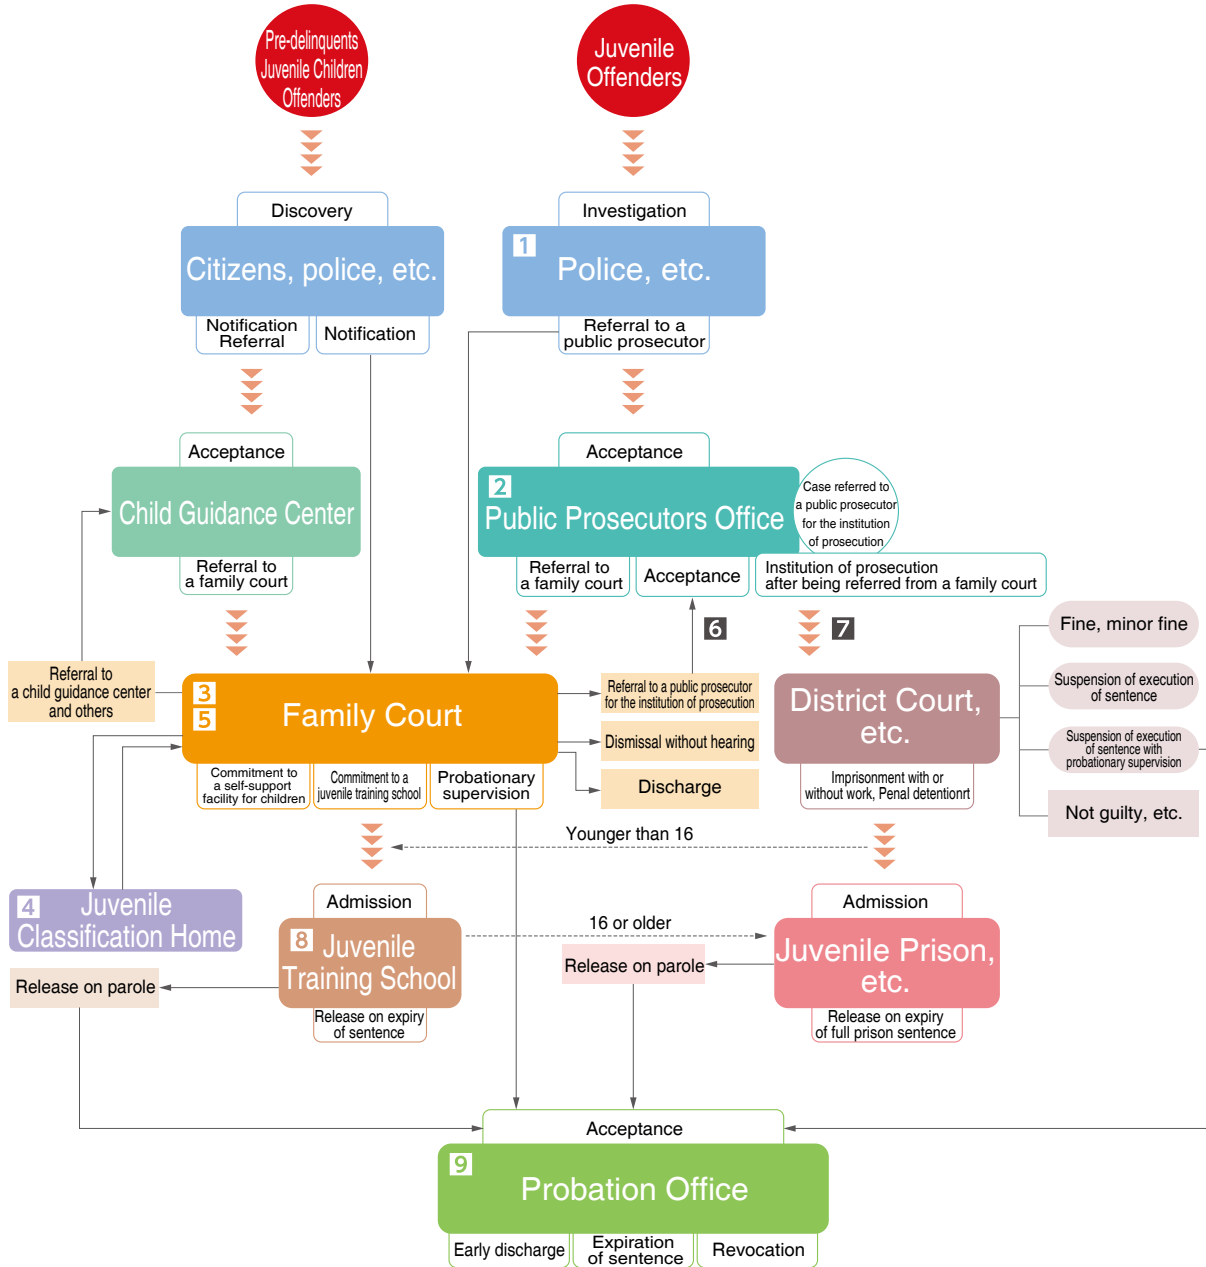 Pre-delinquents
Juvenile Children
Offenders
Juvenile
Offenders
Discovery
Citizens, police, etc.
Notification
Referral
Notification
Investigation
1
Police, etc.
Referral to a
public prosecutor
Acceptance
Child Guidance Center
Referral to
a family court
Acceptance
2
Public Prosecutors Office
Case referred to
a public prosecutor
for the institution
of prosecution
Referral to
a family court
Acceptance
Institution of prosecution
after being referred from a family court
6
7
Referral to
a child guidance center
and others
3
5
Family Court
Commitment to
a self-support
facility for children
Commitment to a
juvenile training school
Probationary
supervision
Referral to a public prosecutor
for the institution of prosecution
Dismissal without hearing
Discharge
District Court,
etc.
Imprisonment with or
without work, Penal detentionrt
Fine, minor fine
Suspension of execution
of sentence
Suspension of execution
of sentence with
probationary supervision
Not guilty, etc.
Younger than 16
4
Juvenile
Classification Home
Admission
8
Juvenile
Training School
Release on expiry
of sentence
16 or older
Admission
Juvenile Prison,
etc.
Release on expiry
of full prison sentence
Release on parole
Release on parole
Acceptance
9
Probation Office
Early discharge
Expiration
of sentence
Revocation